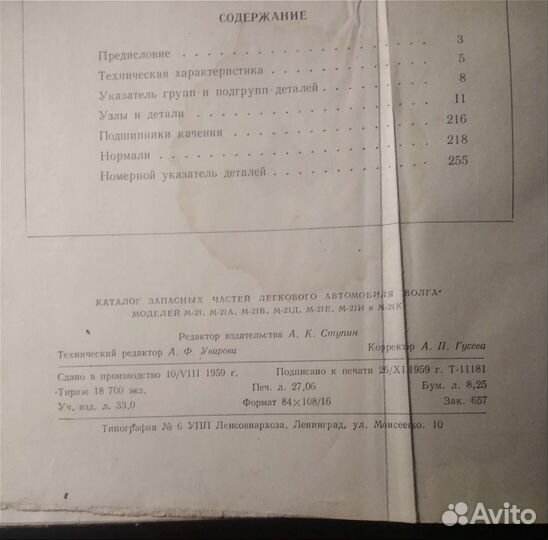 СОДЕРЖАНИЕ
Предисловие . . . . . . . . . . . . 3
Техническая характеристика . . . . . . . . 5
Указатель групп и подгрупп деталей . . . . . . 8
Узлы и детали . . . . . . . . . . . . 11
Подшипники качения . . . . . . . . . . 216
Нормали . . . . . . . . . . . . . 218
Номерной указатель деталей . . . . . . . . 255
КАТАЛОГ ЗАПАСНЫХ ЧАСТЕЙ ЛЕГКОВОГО АВТОМОБИЛЯ ВОЛГА
МОДЕЛЕЙ М-21, М-21А, М-21В, М-21Д, М-21Е, М-21И и М-21К
Редактор издательства А. К. Ступин
Технический редактор А. Ф. Уварова Корректор А. П. Гусева
Сдано в производство 10/VIII 1959 г. Подписано к печати 26/XI 1959 г. Т-11181
Тираж 18 700 экз. Печ. л. 27,06 Бум. л. 8,25
Уч. изд. л. 33,0 Формат 84×108/16 Зак. 657
Типография № 6 УПП Ленсовнархоза, Ленинград, ул. Моисеенко, 10
Avito